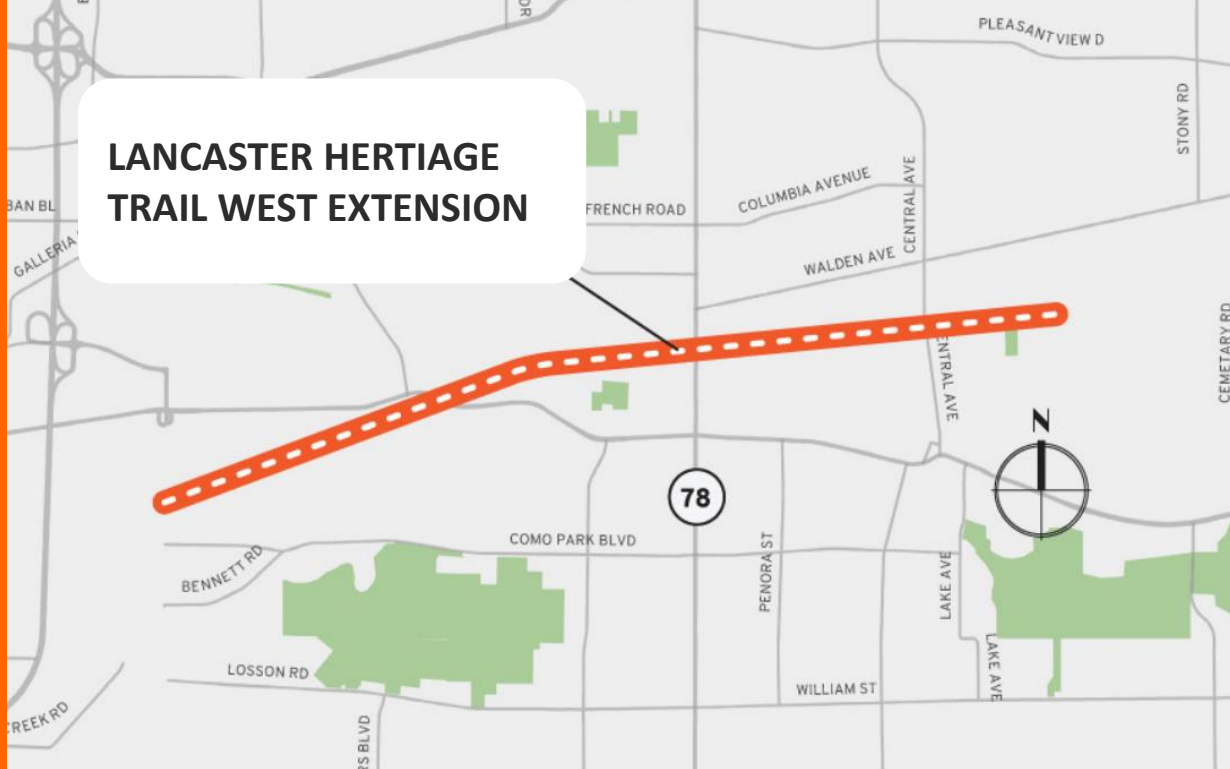 PLEASANT VIEW D
STONY RD
LANCASTER HERTIAGE
TRAIL WEST EXTENSION
BAN BL
GALLERIA
FRENCH ROAD
COLUMBIA AVENUE
CENTRAL AVE
WALDEN AVE
CEMETARY RD
ENTRAL AVE
N
78
COMO PARK BLVD
BENNETT RD
PENORA ST
LAKE AVE
LOSSON RD
WILLIAM ST
LAKE AVE
CREEK RD
RS BLVD